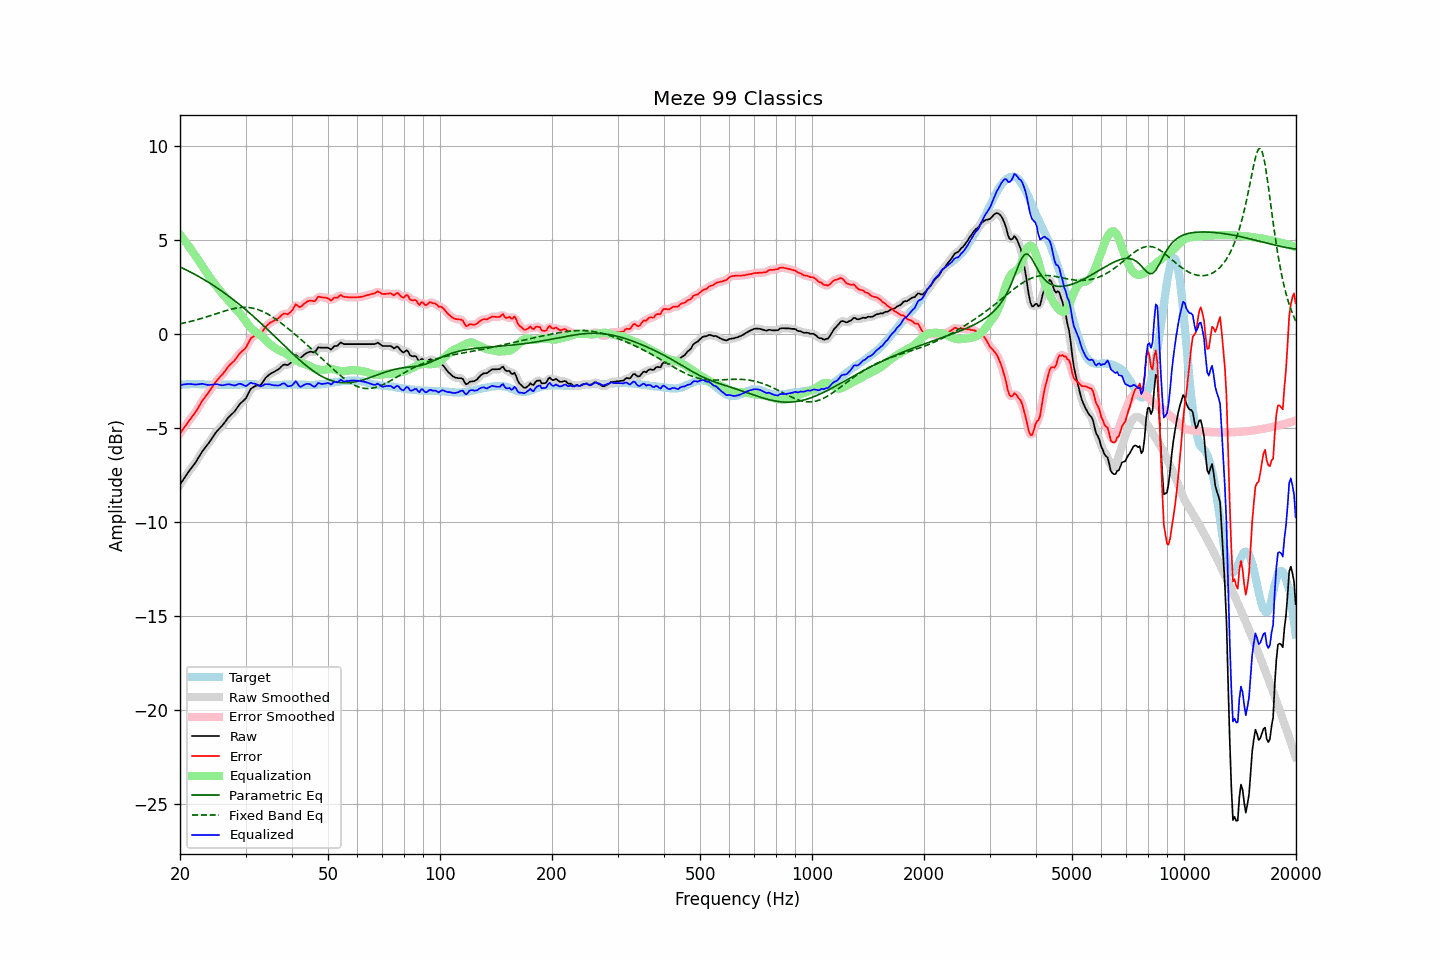 Meze 99 Classics
10
5
0
−5
−10
−15
−20
−25
Amplitude (dBr)
Target
Raw Smoothed
Error Smoothed
Raw
Error
Equalization
Parametric Eq
Fixed Band Eq
Equalized
20 50 100 200 500 1000 2000 5000 10000 20000
Frequency (Hz)